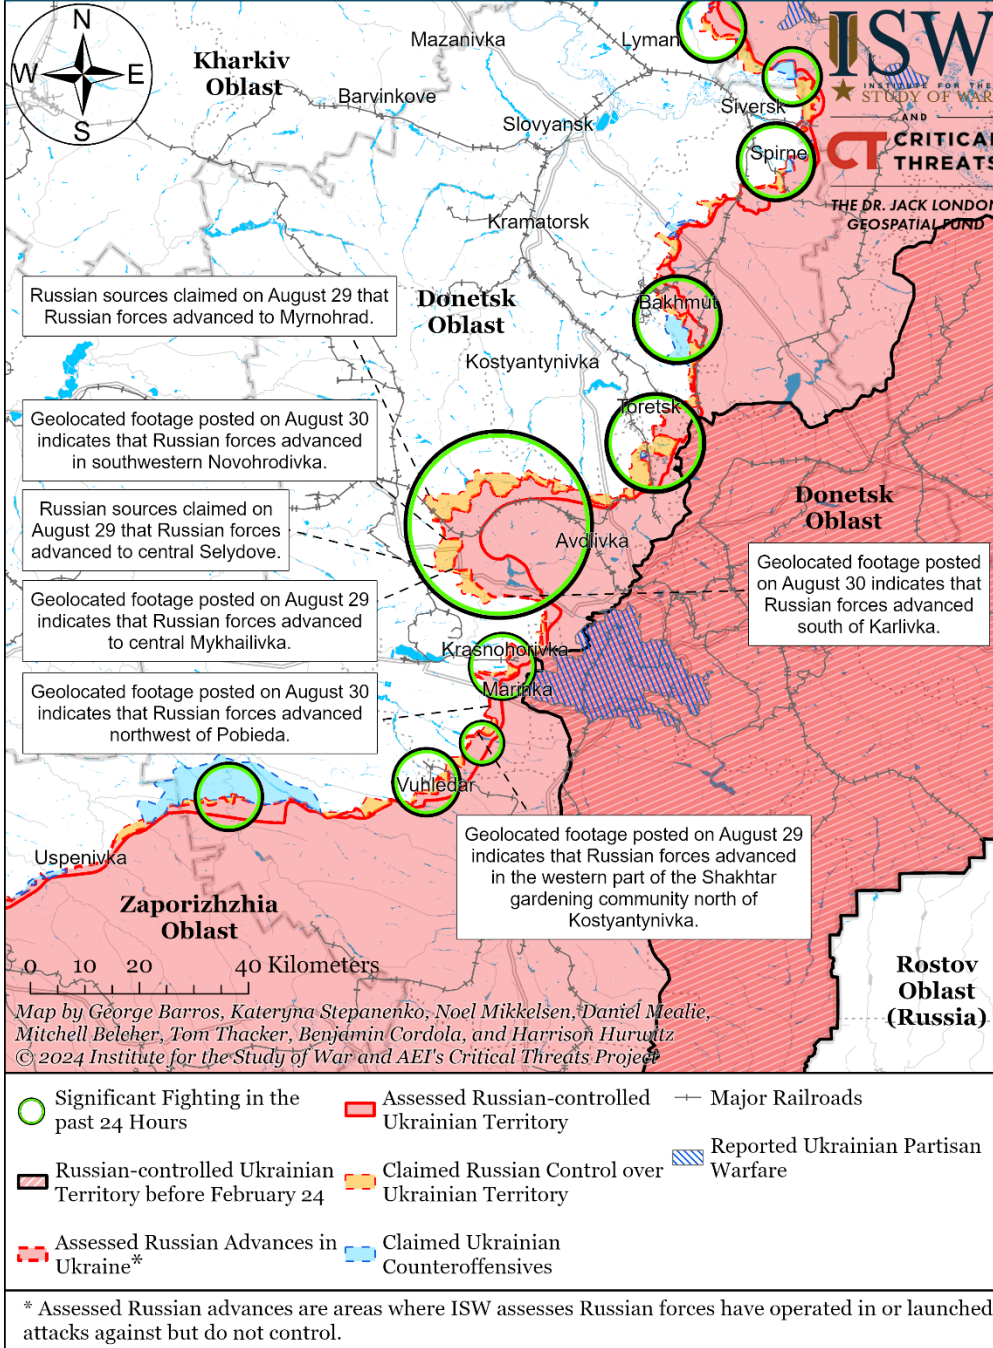 N
W
E
S
Kharkiv
Oblast
Mazanivka
Lyman
Barvinkove
Slovyansk
Siversk
Spirne
Kramatorsk
ISW
INSTITUTE FOR THE
STUDY OF WAR
AND
CT CRITICAL
THREATS
THE DR. JACK LONDON
GEOSPATIAL FUND
Russian sources claimed on August 29 that
Russian forces advanced to Myrnohrad.
Donetsk
Oblast
Bakhmut
Kostyantynivka
Geolocated footage posted on August 30
indicates that Russian forces advanced
in southwestern Novohrodivka.
Toretsk
Russian sources claimed on
August 29 that Russian forces
advanced to central Selydove.
Donetsk
Oblast
Avdiivka
Geolocated footage posted on August 29
indicates that Russian forces advanced
to central Mykhailivka.
Geolocated footage posted
on August 30 indicates that
Russian forces advanced
south of Karlivka.
Krasnohorivka
Marinka
Geolocated footage posted on August 30
indicates that Russian forces advanced
northwest of Pobieda.
Vuhledar
Uspenivka
Geolocated footage posted on August 29
indicates that Russian forces advanced
in the western part of the Shakhtar
gardening community north of
Kostyantynivka.
Zaporizhzhia
Oblast
Rostov
Oblast
(Russia)
0 10 20 40 Kilometers
Map by George Barros, Kateryna Stepanenko, Noel Mikkelsen, Daniel Mealie,
Mitchell Belcher, Tom Thacker, Benjamin Cordola, and Harrison Hurwitz
© 2024 Institute for the Study of War and AEI's Critical Threats Project
Significant Fighting in the
past 24 Hours
Russian-controlled Ukrainian
Territory before February 24
Assessed Russian Advances in
Ukraine*
Assessed Russian-controlled
Ukrainian Territory
Claimed Russian Control over
Ukrainian Territory
Claimed Ukrainian
Counteroffensives
Major Railroads
Reported Ukrainian Partisan
Warfare
* Assessed Russian advances are areas where ISW assesses Russian forces have operated in or launched
attacks against but do not control.